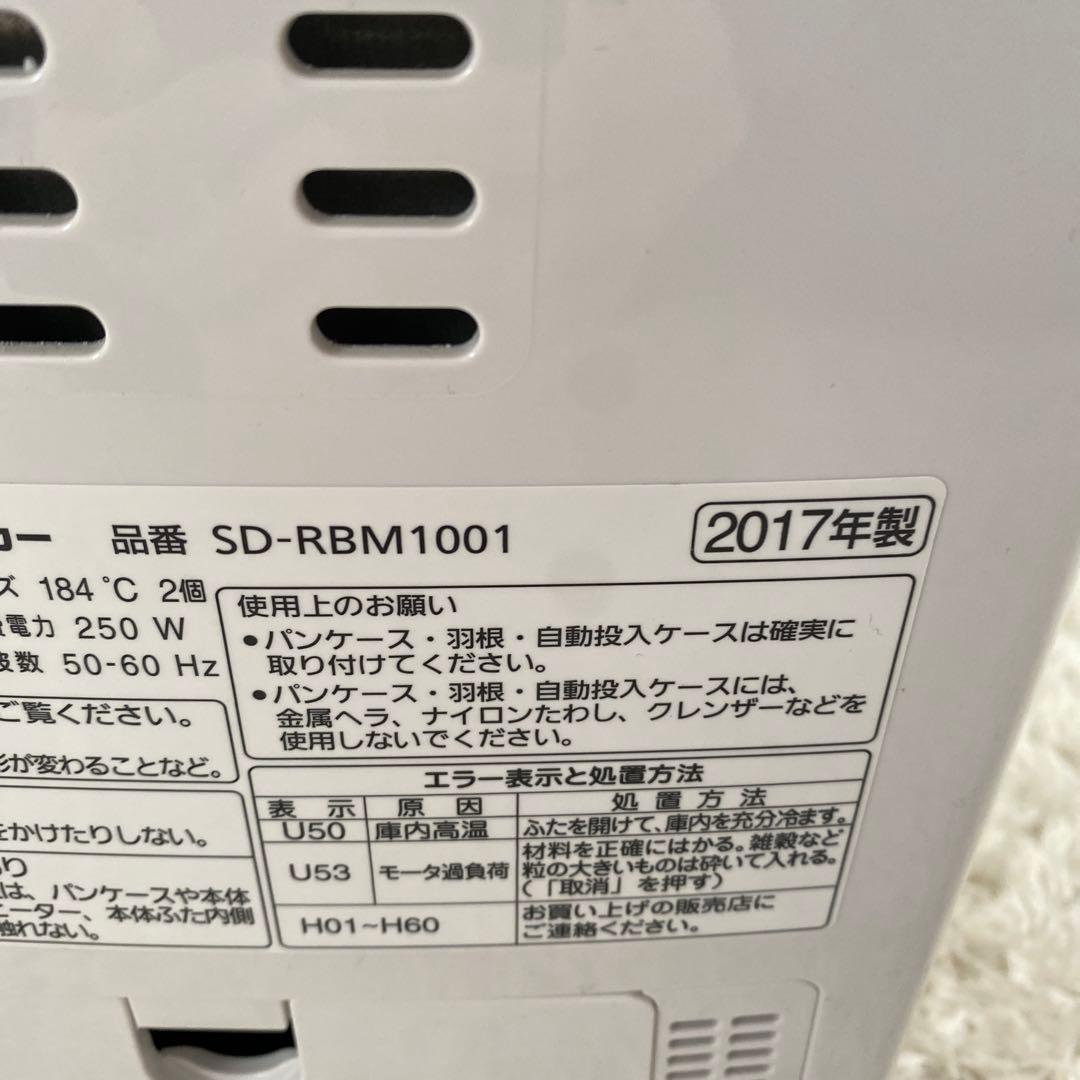 カー 品番 SD-RBM1001 2017年製
ズ 184℃ 2個
電力 250 W
波数 50-60 Hz
ご覧ください。
が変わることなど。
をかけたりしない。
は、パンケースや本体
ーター、本体ふた内側
触れない。
使用上のお願い
●パンケース・羽根・自動投入ケースは確実に
取り付けてください。
●パンケース・羽根・自動投入ケースには、
金属ヘラ、ナイロンたわし、クレンザーなどを
使用しないでください。
エラー表示と処置方法
表示 原因 処置方法
U50 庫内高温 ふたを開けて、庫内を充分冷ます。
U53 モータ過負荷 材料を正確にはかる。雑穀など
粒の大きいものは砕いて入れる。
(「取消」を押す)
H01~H60 お買い上げの販売店に
ご連絡ください。